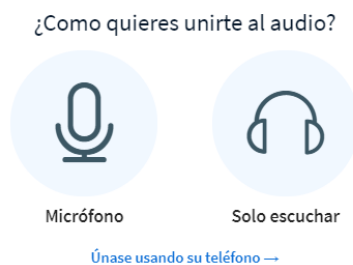 ¿Como quieres unirte al audio?
Micrófono
Solo escuchar
Únase usando su teléfono →